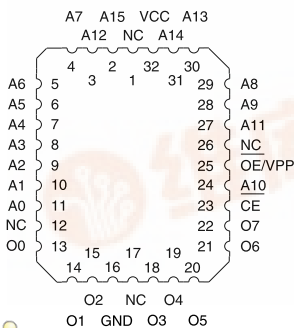 A7 A15 VCC A13
A12 NC A14
4 2 32 30
3 1 31
A6 5 29 A8
A5 6 28 A9
A4 7 27 A11
A3 8 26 NC
A2 9 25 OE/VPP
A1 10 24 A10
A0 11 23 CE
NC 12 22 O7
O0 13 21 O6
15 17 19
14 16 18 20
O2 NC O4
O1 GND O3 O5